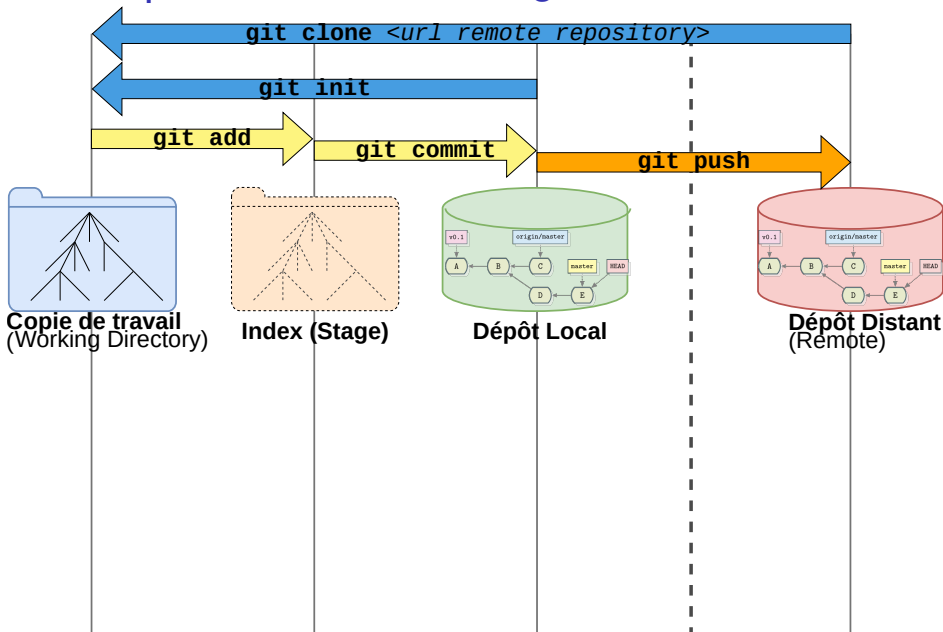 git clone <url remote repository>
git init
git add
git commit
git push
v0.1
origin/master
A
B
C
master
HEAD
D
E
v0.1
origin/master
A
B
C
master
HEAD
D
E
Copie de travail
(Working Directory)
Index (Stage)
Dépôt Local
Dépôt Distant
(Remote)